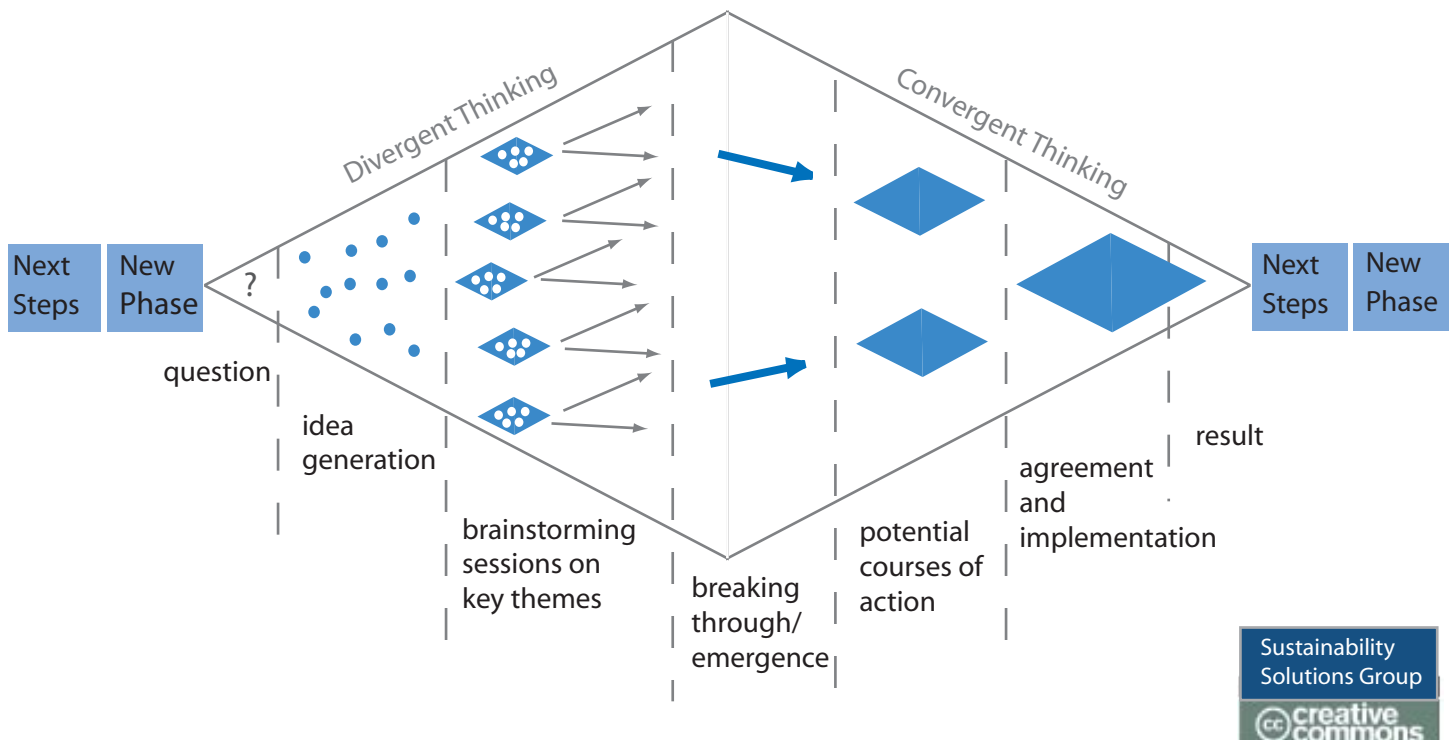 Divergent Thinking
Convergent Thinking
Next
Steps
New
Phase
?
question
idea
generation
brainstorming
sessions on
key themes
breaking
through/
emergence
potential
courses of
action
agreement
and
implementation
result
Next
Steps
New
Phase
Sustainability
Solutions Group
cc creative
commons